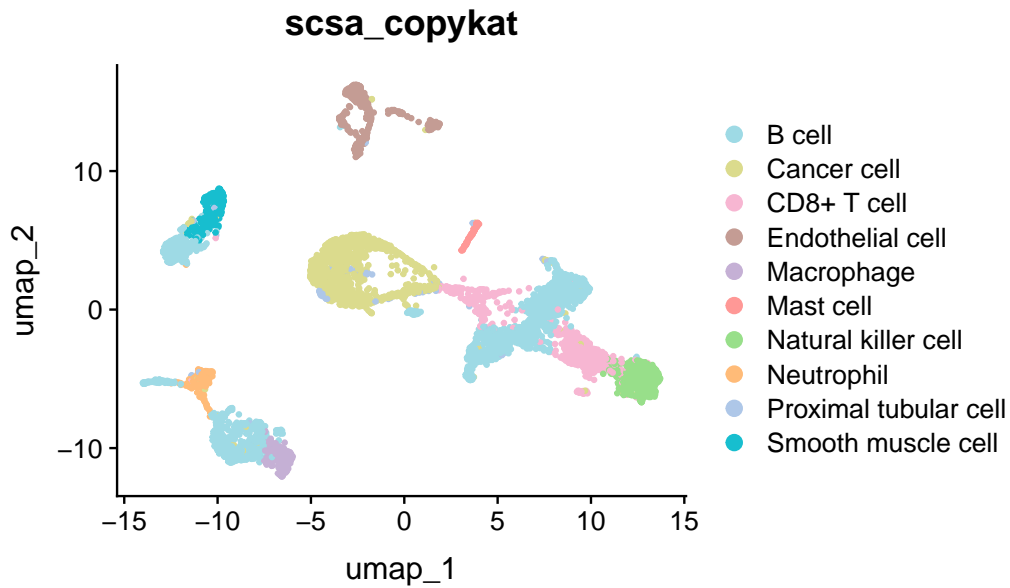 scsa_copykat
umap_2
10
0
−10
−15
−10
−5
0
5
10
15
umap_1
B cell
Cancer cell
CD8+ T cell
Endothelial cell
Macrophage
Mast cell
Natural killer cell
Neutrophil
Proximal tubular cell
Smooth muscle cell